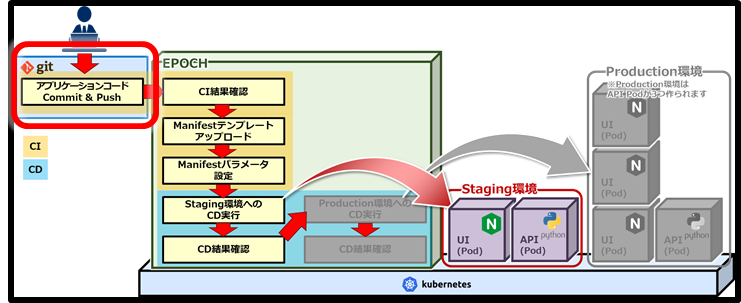 git
アプリケーションコード
Commit & Push
CI
CD
EPOCH
CI結果確認
Manifestテンプレート
アップロード
Manifestパラメータ
設定
Staging環境への
CD実行
CD結果確認
Production環境への
CD実行
CD結果確認
Staging環境
UI
(Pod)
API
(Pod)
python
Production環境
※Production環境は
API Podが3つ作られます
UI
(Pod)
UI
(Pod)
UI
(Pod)
API
(Pod)
python
kubernetes